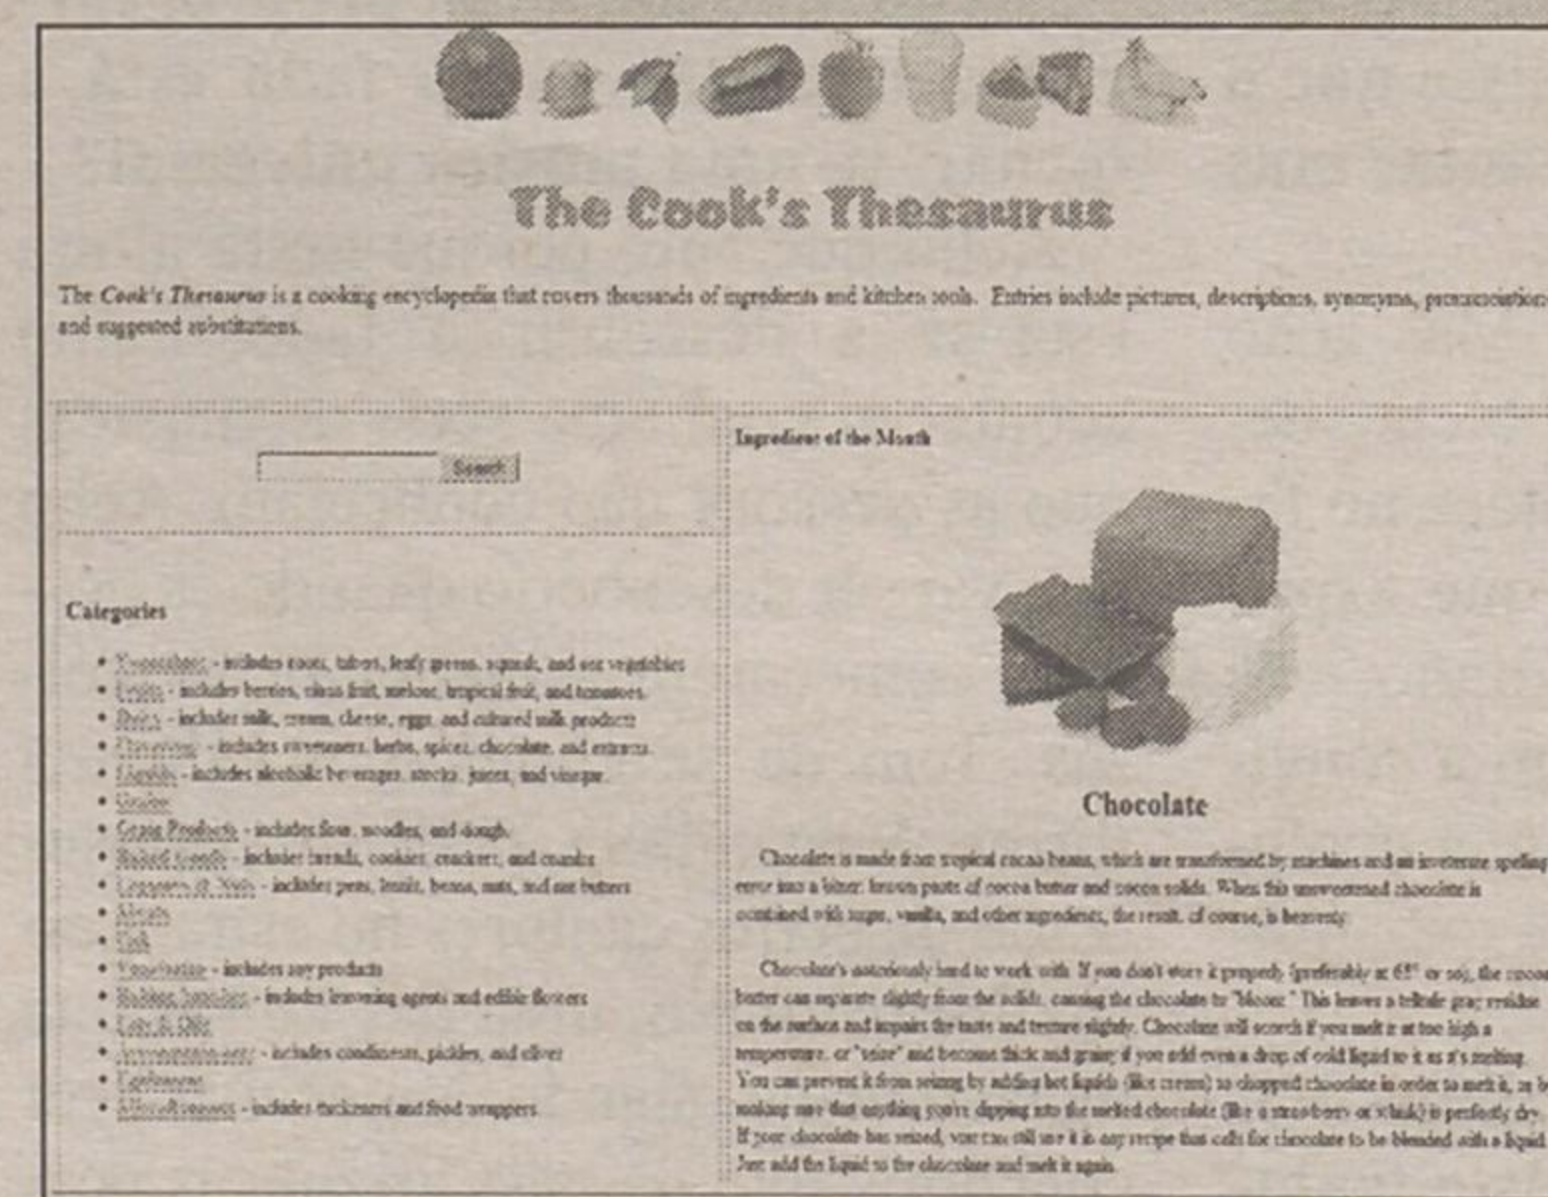 The Cook's Thesaurus
The Cook's Thesaurus is a cooking encyclopedia that covers thousands of ingredients and kitchen tools. Entries include pictures, descriptions, synonyms,
and suggested substitutions.
Search
Categories
- includes roots, tubers, leafy greens, squash, and sea vegetables
Fruits - includes berries, citrus fruit, melons, tropical fruit, and tomatoes.
Dairy - includes milk, cream, cheese, eggs, and cultured milk products
- includes sweeteners, herbs, spices, chocolate, and extracts.
Liquids - includes alcoholic beverages, stocks, juices, and vinegar.
Grains
Grain Products - includes flour, noodles, and dough.
Baked Goods - includes breads, cookies, crackers, and crumbs
Legumes & Nuts - includes peas, lentils, beans, nuts, and nut butters
Meats
Fish
- includes soy products
- includes leavening agents and edible flowers
Fats & Oils
- includes condiments, pickles, and olives
Equipment
- includes thickeners and food wrappers
Ingredient of the Month
Chocolate
Chocolate is made from tropical cacao beans, which are transformed by machines and an inveterate spelling
error into a bitter, brown paste of cocoa butter and cocoa solids. When this unsweetened chocolate is
combined with sugar, vanilla, and other ingredients, the result, of course, is heavenly.
Chocolate's notoriously hard to work with. If you don't store it properly (preferably at 65° or so), the cocoa
butter can separate slightly from the solids, causing the chocolate to "bloom." This leaves a telltale gray residue
on the surface and impairs the taste and texture slightly. Chocolate will scorch if you melt it at too high a
temperature, or "seize" and become thick and grainy if you add even a drop of cold liquid to it as it's melting.
You can prevent it from seizing by adding hot liquids (like cream) to chopped chocolate in order to melt it, or by
making sure that anything you're dipping into the melted chocolate (like a strawberry or whisk) is perfectly dry.
If your chocolate has seized, you can still use it in any recipe that calls for chocolate to be blended with a liquid.
Just add the liquid to the chocolate and melt it again.